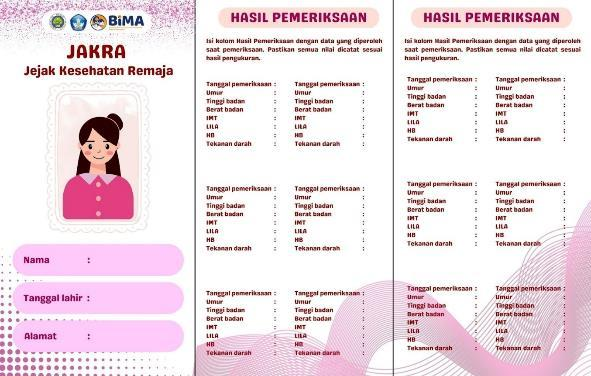 BiMA
JAKRA
Jejak Kesehatan Remaja
Nama :
Tanggal lahir :
Alamat :
HASIL PEMERIKSAAN
Isi kolom Hasil Pemeriksaan dengan data yang diperoleh
saat pemeriksaan. Pastikan semua nilai dicatat sesuai
hasil pengukuran.
Tanggal pemeriksaan : Tanggal pemeriksaan :
Umur : Umur :
Tinggi badan : Tinggi badan :
Berat badan : Berat badan :
IMT : IMT :
LILA : LILA :
HB : HB :
Tekanan darah : Tekanan darah :
Tanggal pemeriksaan : Tanggal pemeriksaan :
Umur : Umur :
Tinggi badan : Tinggi badan :
Berat badan : Berat badan :
IMT : IMT :
LILA : LILA :
HB : HB :
Tekanan darah : Tekanan darah :
Tanggal pemeriksaan : Tanggal pemeriksaan :
Umur : Umur :
Tinggi badan : Tinggi badan :
Berat badan : Berat badan :
IMT : IMT :
LILA : LILA :
HB : HB :
Tekanan darah : Tekanan darah :
HASIL PEMERIKSAAN
Isi kolom Hasil Pemeriksaan dengan data yang diperoleh
saat pemeriksaan. Pastikan semua nilai dicatat sesuai
hasil pengukuran.
Tanggal pemeriksaan : Tanggal pemeriksaan :
Umur : Umur :
Tinggi badan : Tinggi badan :
Berat badan : Berat badan :
IMT : IMT :
LILA : LILA :
HB : HB :
Tekanan darah : Tekanan darah :
Tanggal pemeriksaan : Tanggal pemeriksaan :
Umur : Umur :
Tinggi badan : Tinggi badan :
Berat badan : Berat badan :
IMT : IMT :
LILA : LILA :
HB : HB :
Tekanan darah : Tekanan darah :
Tanggal pemeriksaan : Tanggal pemeriksaan :
Umur : Umur :
Tinggi badan : Tinggi badan :
Berat badan : Berat badan :
IMT : IMT :
LILA : LILA :
HB : HB :
Tekanan darah : Tekanan darah :